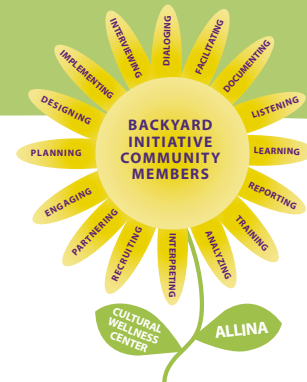 DIALOGING
FACILITATING
DOCUMENTING
LISTENING
LEARNING
REPORTING
TRAINING
ANALYZING
INTERPRETING
RECRUITING
PARTNERING
ENGAGING
PLANNING
DESIGNING
IMPLEMENTING
INTERVIEWING
BACKYARD
INITIATIVE
COMMUNITY
MEMBERS
CULTURAL
WELLNESS
CENTER
ALLINA